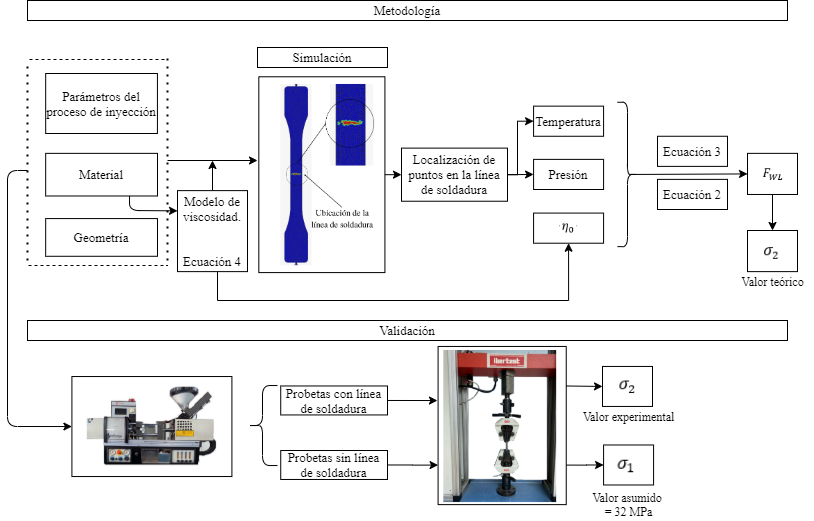 Metodología
Simulación
Parámetros del
proceso de inyección
Material
Geometría
Modelo de
viscosidad.
Ecuación 4
Ubicación de la
línea de soldadura
Localización de
puntos en la línea
de soldadura
Temperatura
Presión
η₀
Ecuación 3
Ecuación 2
F_WL
σ₂
Valor teórico
Validación
Probetas con línea
de soldadura
Probetas sin línea
de soldadura
ibertest
σ₂
Valor experimental
σ₁
Valor asumido
= 32 MPa